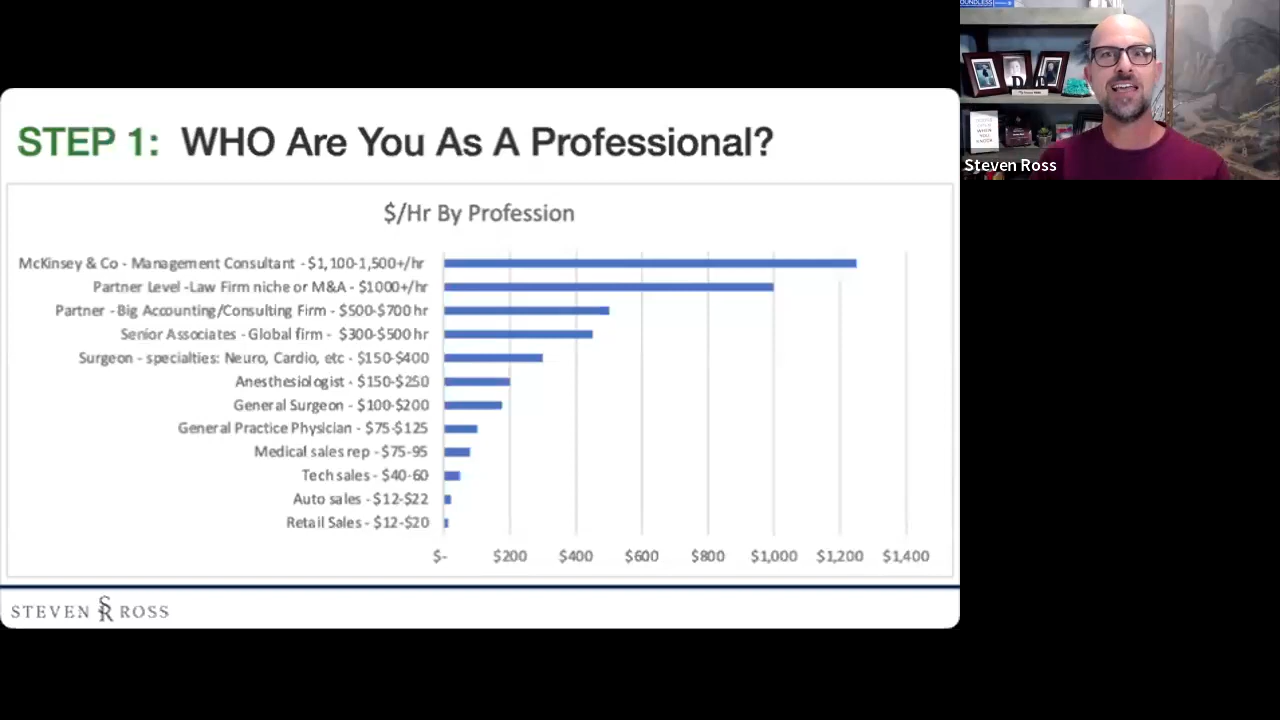 STEP 1: WHO Are You As A Professional?
$/Hr By Profession
McKinsey & Co - Management Consultant - $1,100-1,500+/hr
Partner Level -Law Firm niche or M&A - $1000+/hr
Partner - Big Accounting/Consulting Firm - $500-$700 hr
Senior Associates - Global firm - $300-$500 hr
Surgeon - specialties: Neuro, Cardio, etc - $150-$400
Anesthesiologist - $150-$250
General Surgeon - $100-$200
General Practice Physician - $75-$125
Medical sales rep - $75-95
Tech sales - $40-60
Auto sales - $12-$22
Retail Sales - $12-$20
$- $200 $400 $600 $800 $1,000 $1,200 $1,400
STEVEN SR ROSS
Steven Ross